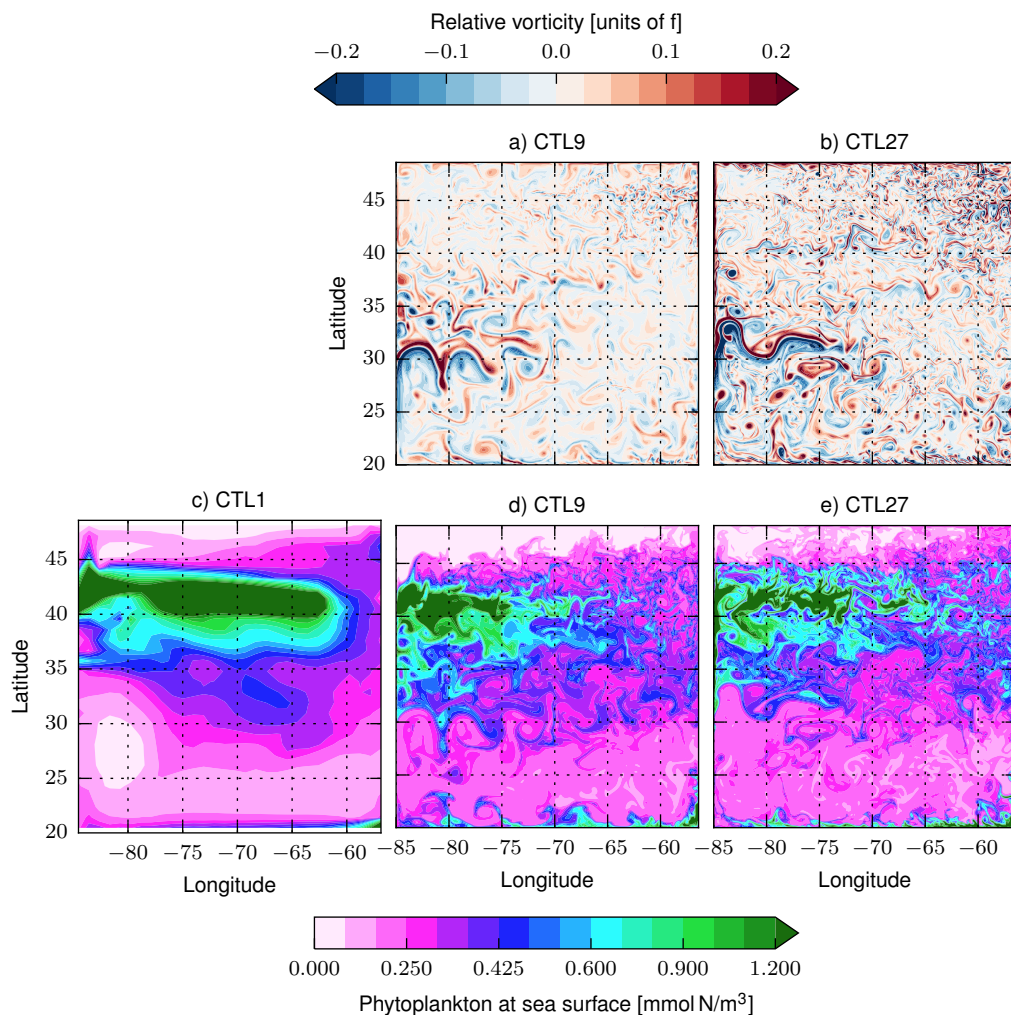 Relative vorticity [units of f]
−0.2 −0.1 0.0 0.1 0.2
a) CTL9 b) CTL27
45
40
35
30
25
20
Latitude
c) CTL1 d) CTL9 e) CTL27
45
40
35
30
25
20
Latitude
−80 −75 −70 −65 −60 −85 −80 −75 −70 −65 −60 −85 −80 −75 −70 −65 −60
Longitude Longitude Longitude
0.000 0.250 0.425 0.600 0.900 1.200
Phytoplankton at sea surface [mmol N/m³]